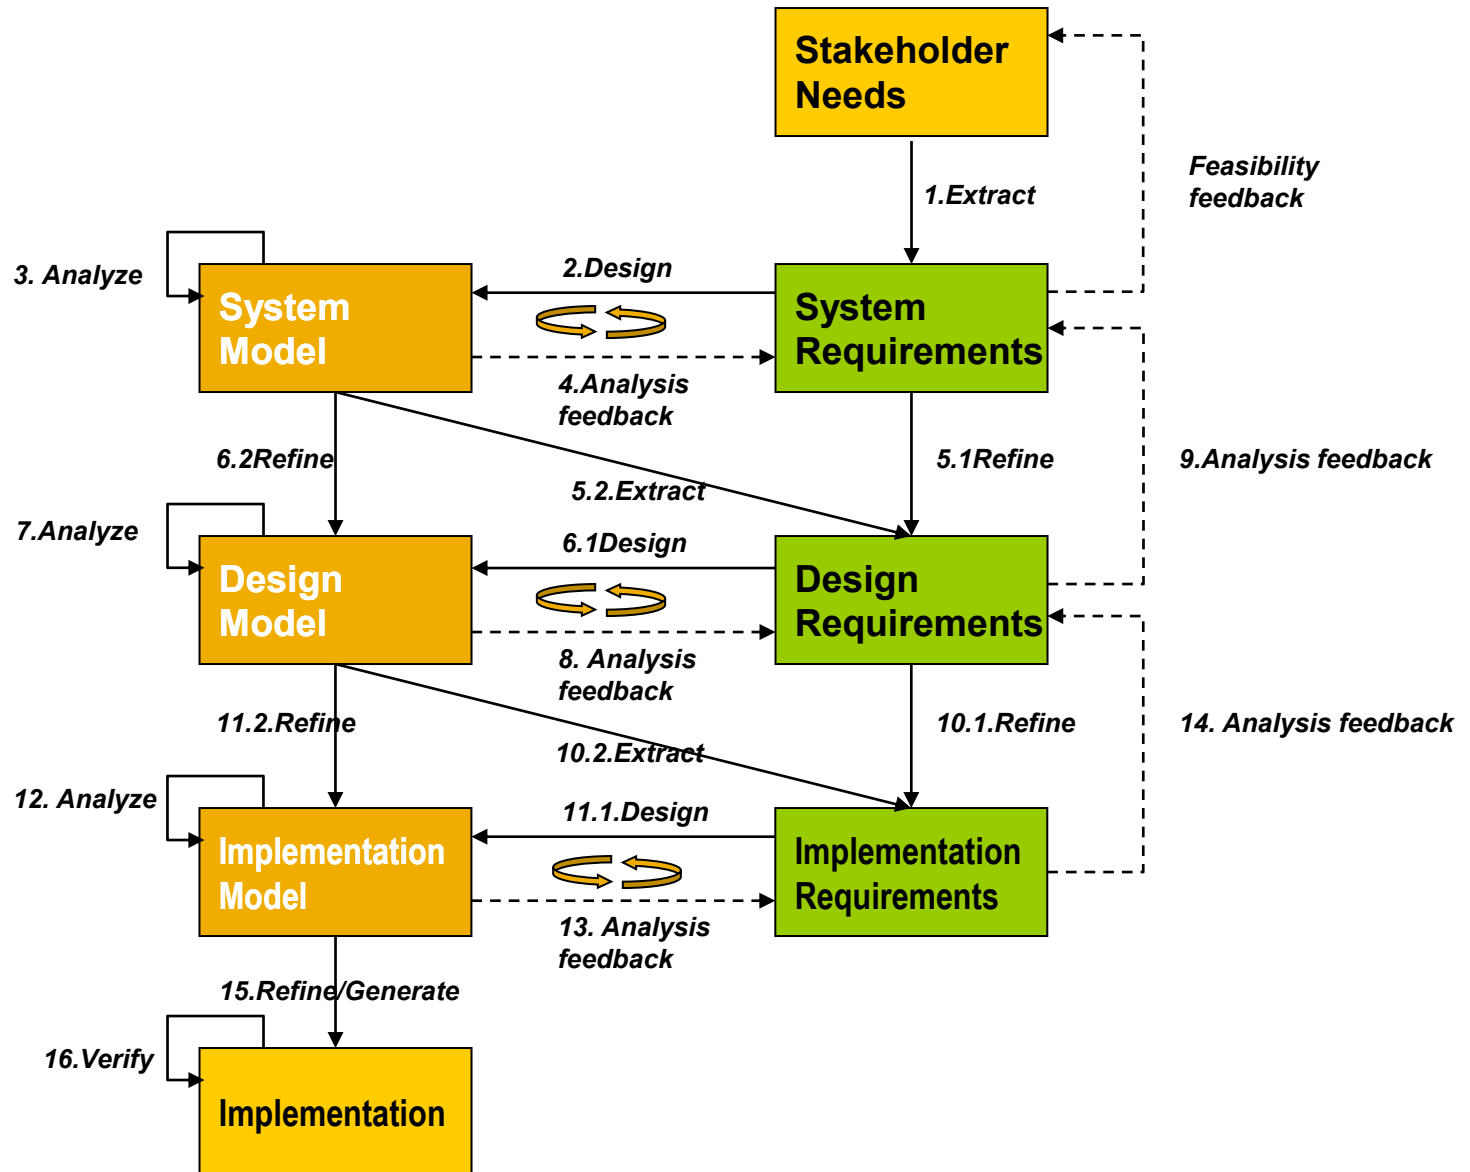 Stakeholder
Needs
Feasibility
feedback
1.Extract
3. Analyze
System
Model
2.Design
4.Analysis
feedback
System
Requirements
6.2Refine
5.2.Extract
5.1Refine
9.Analysis feedback
7.Analyze
Design
Model
6.1Design
8. Analysis
feedback
Design
Requirements
11.2.Refine
10.2.Extract
10.1.Refine
14. Analysis feedback
12. Analyze
Implementation
Model
11.1.Design
13. Analysis
feedback
Implementation
Requirements
15.Refine/Generate
16.Verify
Implementation